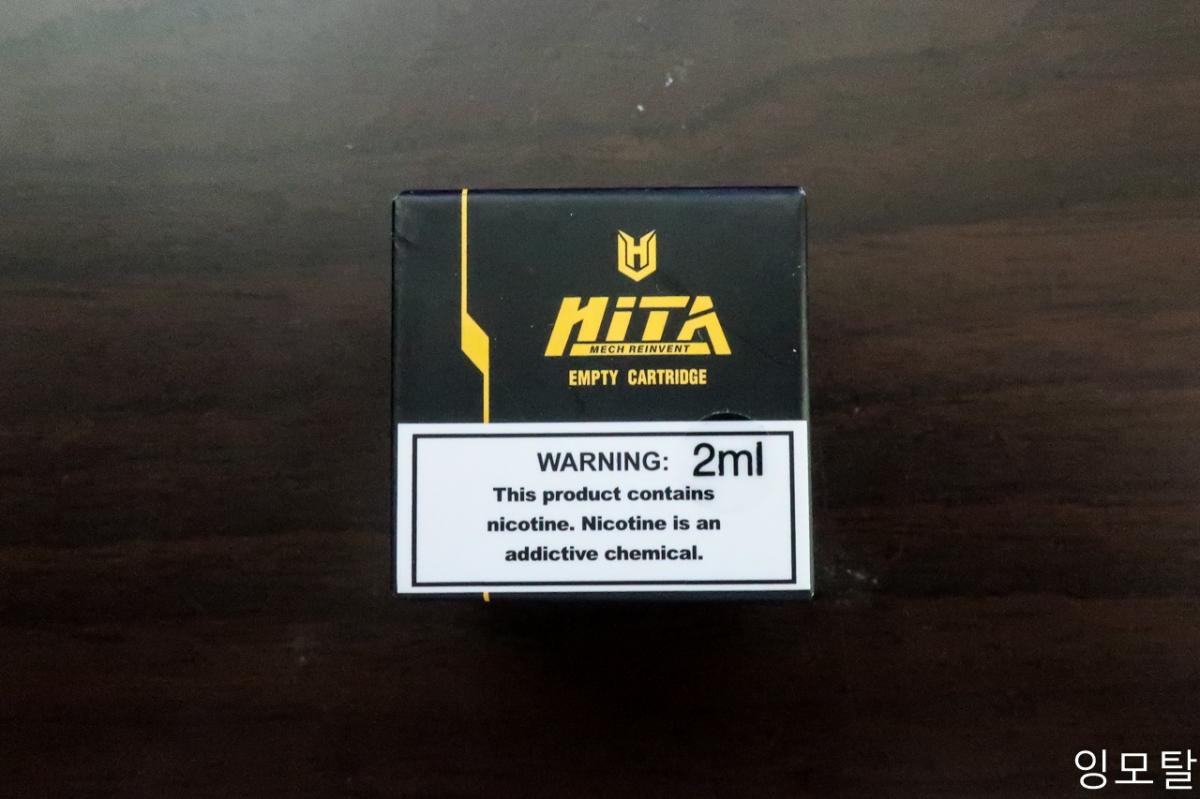 H
HiTA
MECH REINVENT
EMPTY CARTRIDGE
WARNING: 2ml
This product contains
nicotine. Nicotine is an
addictive chemical.
잉모탈